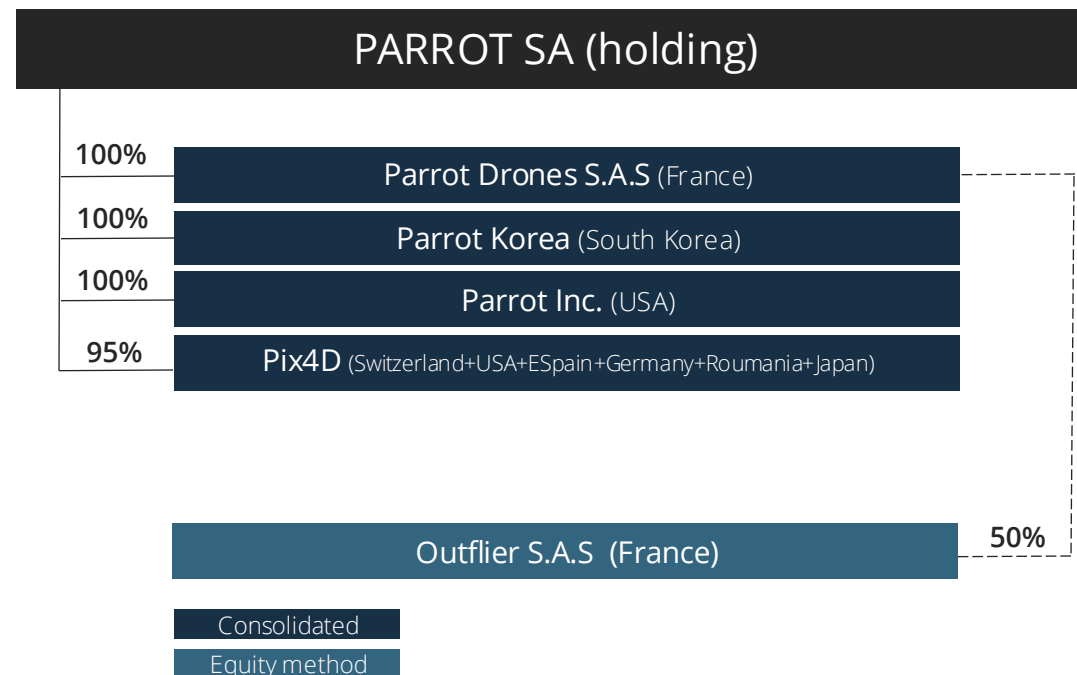 PARROT SA (holding)
100%
Parrot Drones S.A.S (France)
100%
Parrot Korea (South Korea)
100%
Parrot Inc. (USA)
95%
Pix4D (Switzerland+USA+ESpain+Germany+Roumania+Japan)
Outflier S.A.S (France)
50%
Consolidated
Equity method